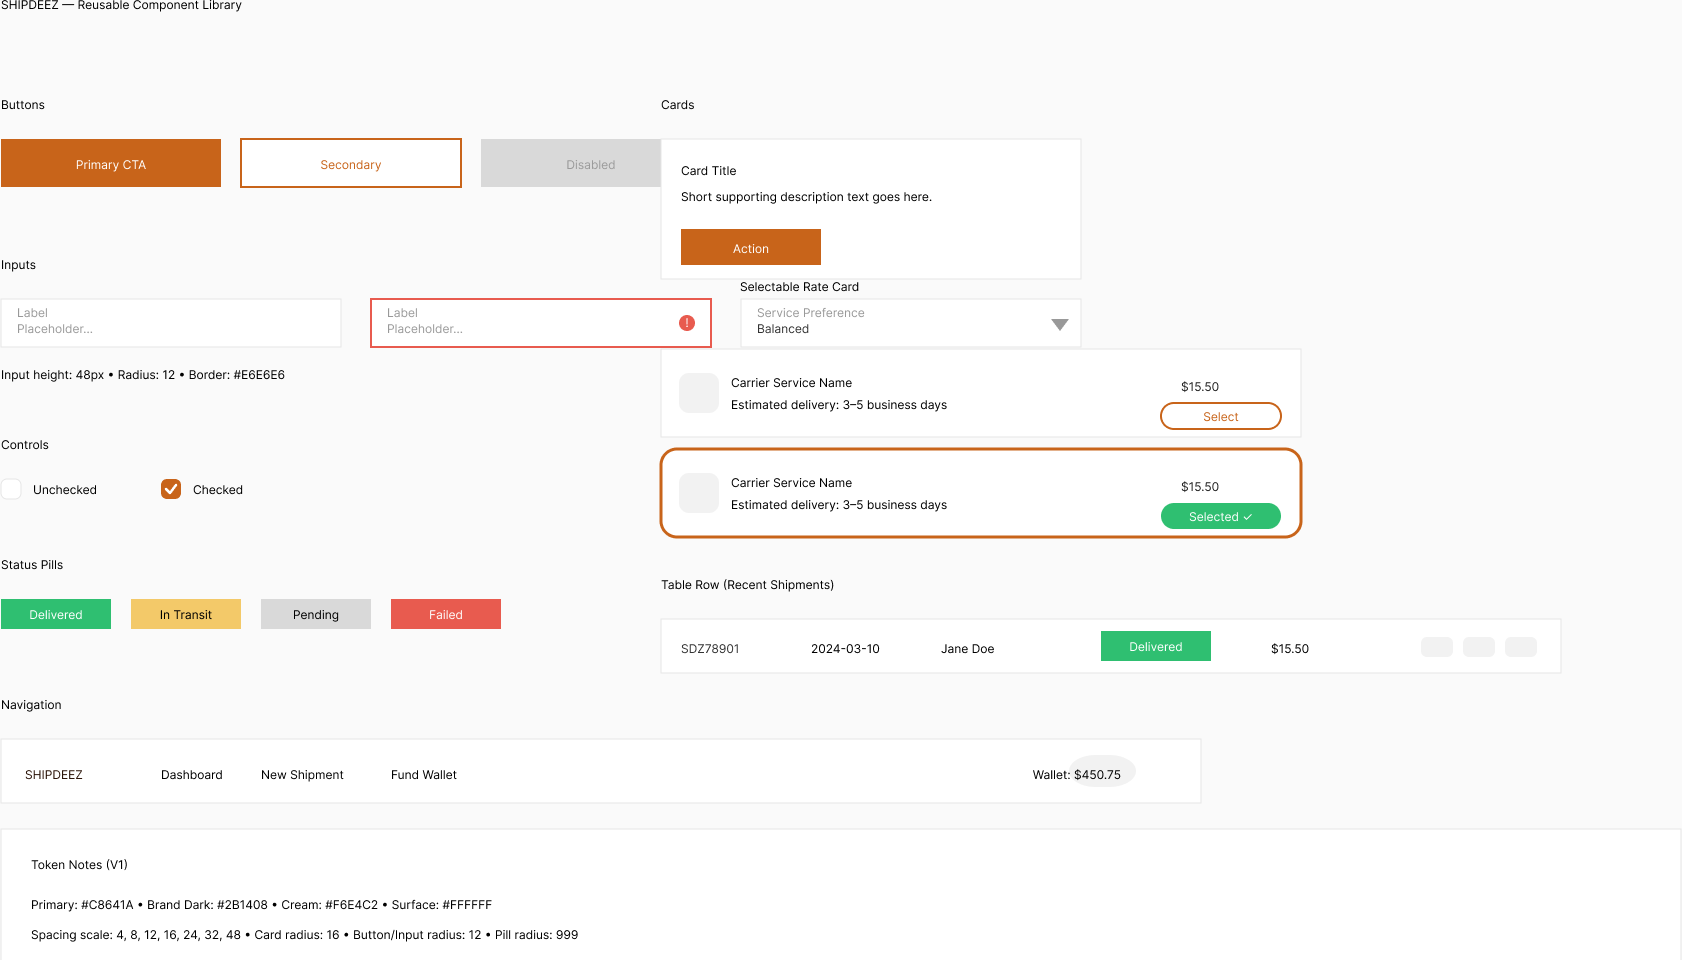 SHIPDEEZ — Reusable Component Library
Buttons
Primary CTA
Secondary
Disabled
Cards
Card Title
Short supporting description text goes here.
Action
Inputs
Label
Placeholder…
Label
Placeholder…
!
Selectable Rate Card
Service Preference
Balanced
Input height: 48px • Radius: 12 • Border: #E6E6E6
Carrier Service Name
Estimated delivery: 3–5 business days
$15.50
Select
Controls
Unchecked
Checked
Carrier Service Name
Estimated delivery: 3–5 business days
$15.50
Selected ✓
Status Pills
Delivered
In Transit
Pending
Failed
Table Row (Recent Shipments)
SDZ78901
2024-03-10
Jane Doe
Delivered
$15.50
Navigation
SHIPDEEZ
Dashboard
New Shipment
Fund Wallet
Wallet: $450.75
Token Notes (V1)
Primary: #C8641A • Brand Dark: #2B1408 • Cream: #F6E4C2 • Surface: #FFFFFF
Spacing scale: 4, 8, 12, 16, 24, 32, 48 • Card radius: 16 • Button/Input radius: 12 • Pill radius: 999